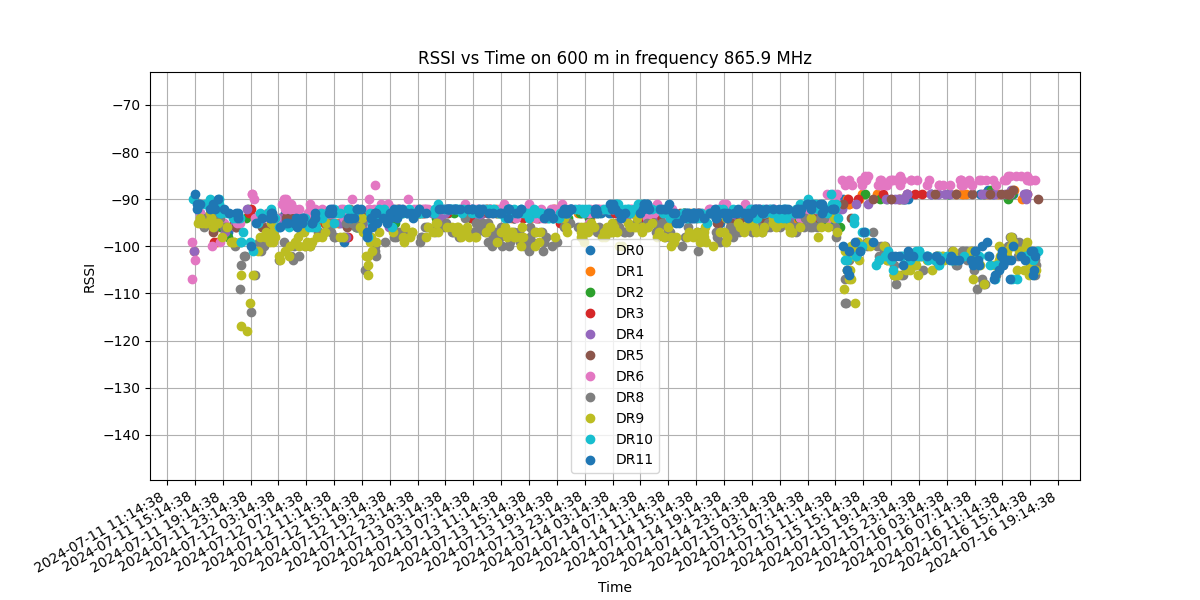 RSSI vs Time on 600 m in frequency 865.9 MHz
−70
−80
−90
−100
−110
−120
−130
−140
RSSI
DR0
DR1
DR2
DR3
DR4
DR5
DR6
DR8
DR9
DR10
DR11
2024-07-11 11:14:38
2024-07-11 15:14:38
2024-07-11 19:14:38
2024-07-11 23:14:38
2024-07-12 03:14:38
2024-07-12 07:14:38
2024-07-12 11:14:38
2024-07-12 15:14:38
2024-07-12 19:14:38
2024-07-12 23:14:38
2024-07-13 03:14:38
2024-07-13 07:14:38
2024-07-13 11:14:38
2024-07-13 15:14:38
2024-07-13 19:14:38
2024-07-13 23:14:38
2024-07-14 03:14:38
2024-07-14 07:14:38
2024-07-14 11:14:38
2024-07-14 15:14:38
2024-07-14 19:14:38
2024-07-14 23:14:38
2024-07-15 03:14:38
2024-07-15 07:14:38
2024-07-15 11:14:38
2024-07-15 15:14:38
2024-07-15 19:14:38
2024-07-15 23:14:38
2024-07-16 03:14:38
2024-07-16 07:14:38
2024-07-16 11:14:38
2024-07-16 15:14:38
2024-07-16 19:14:38
Time